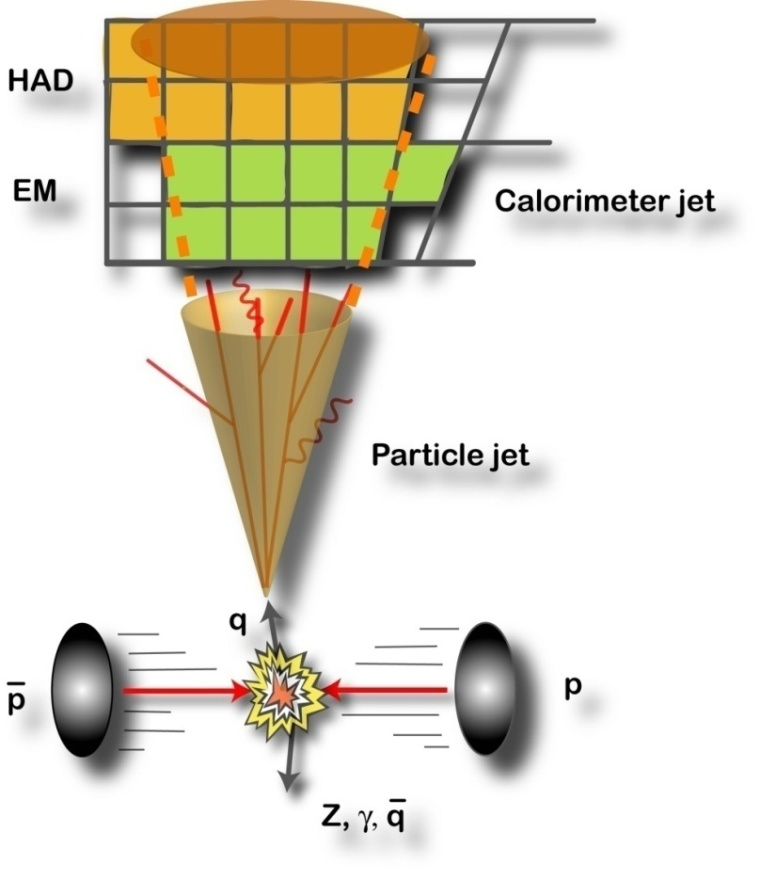 HAD
EM
Calorimeter jet
Particle jet
q
p̅
p
Z, γ, q̅